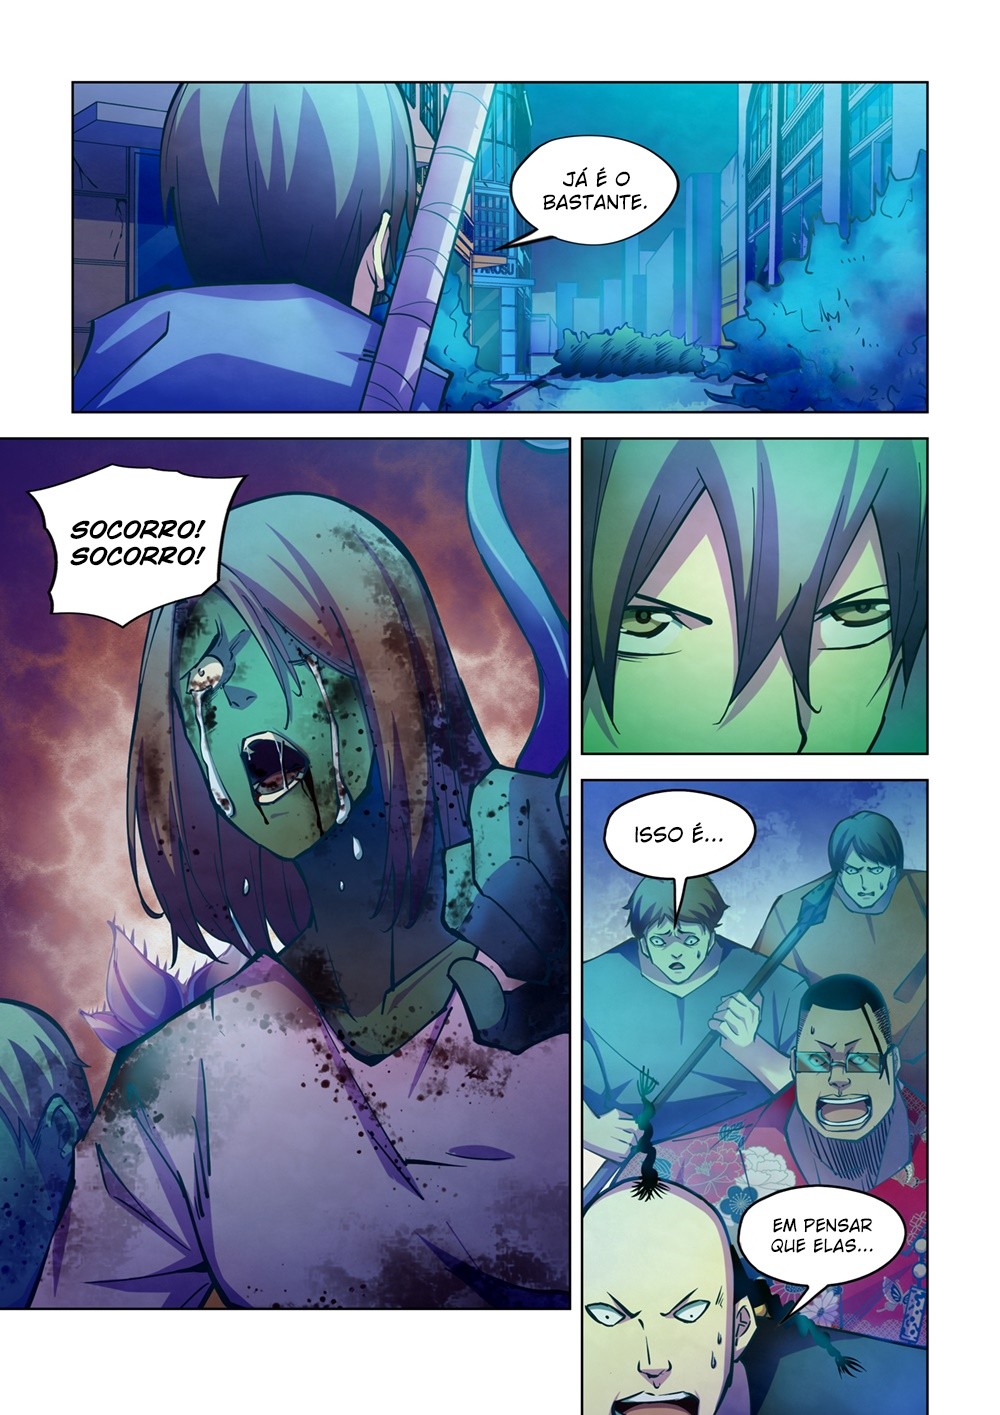 JÁ É O
BASTANTE.
SOCORRO!
SOCORRO!
ISSO É...
EM PENSAR
QUE ELAS...